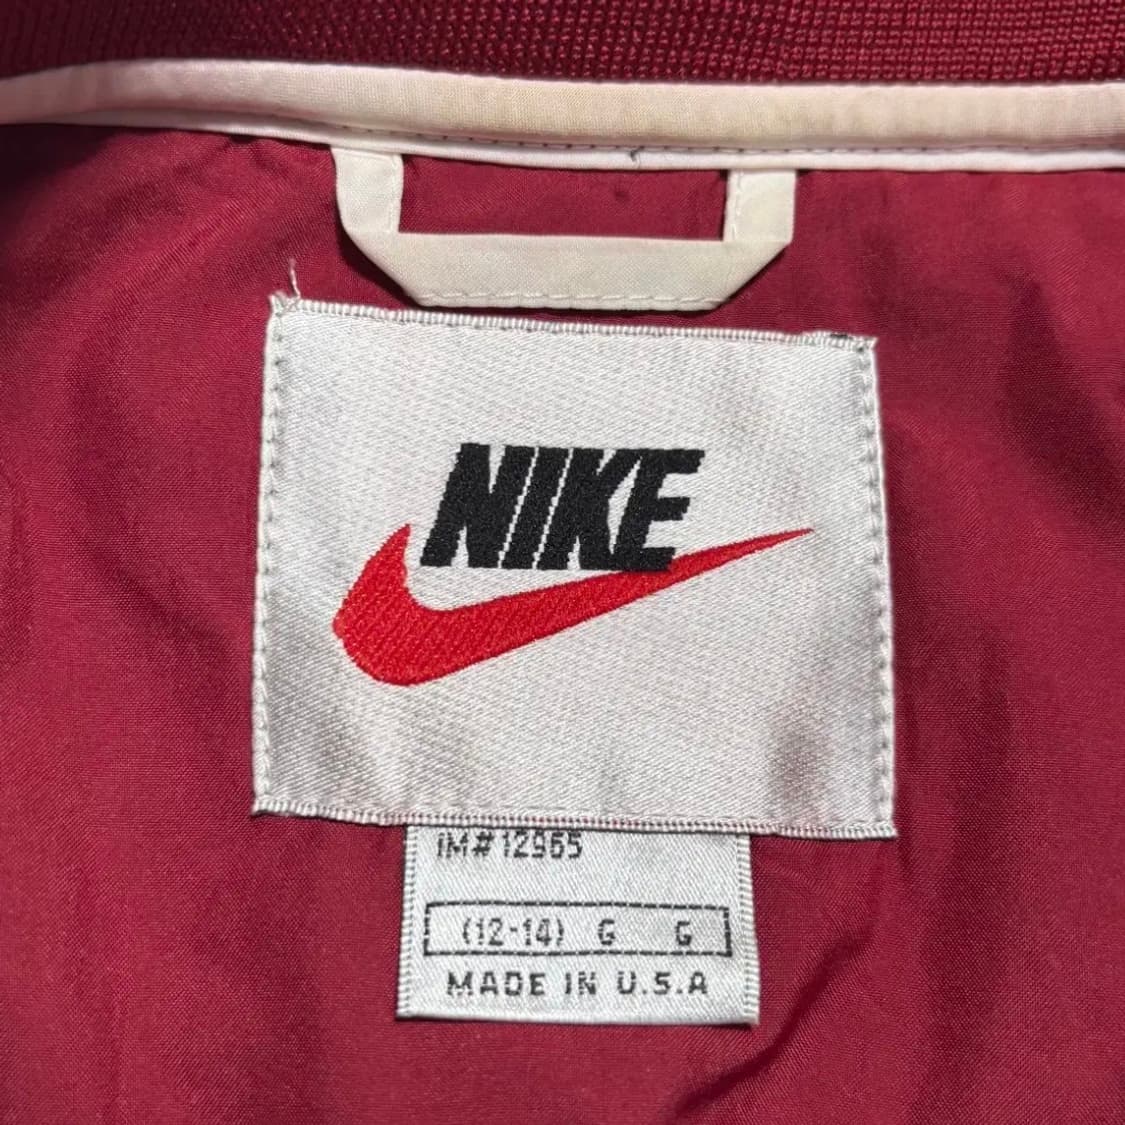 NIKE
IM#12965
(12-14) G G
MADE IN U.S.A